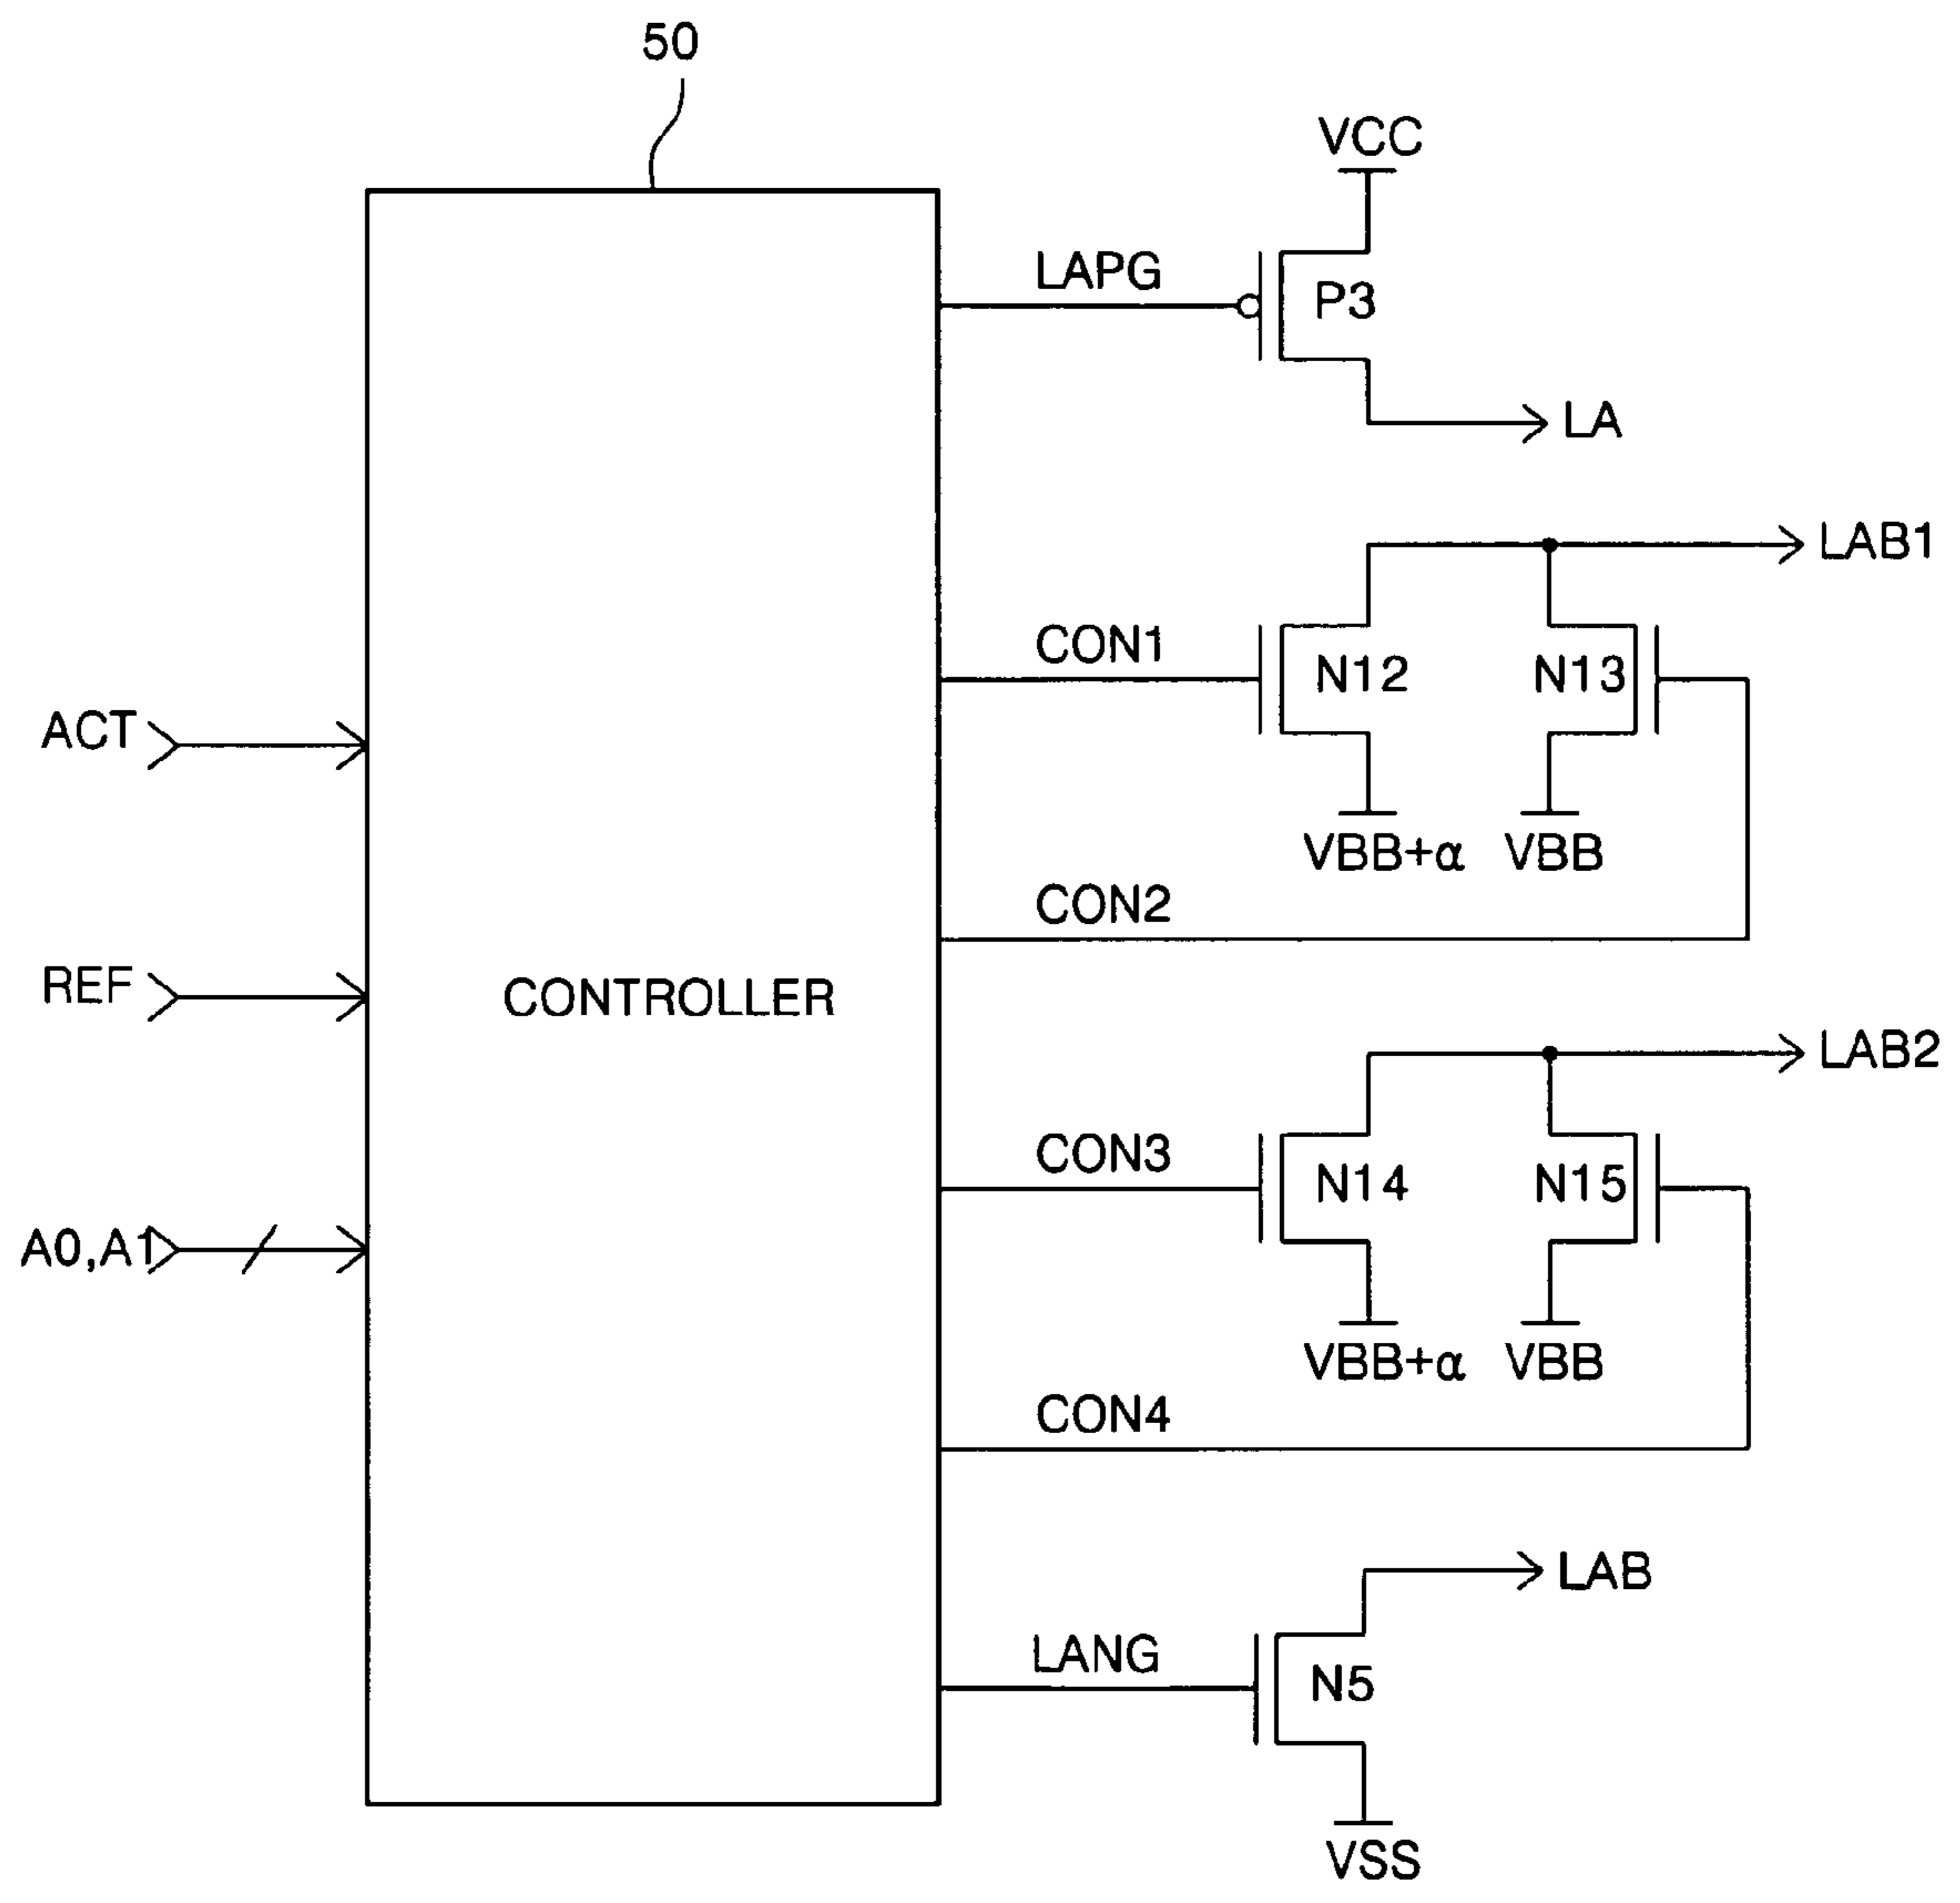 50
VCC
LAPG
P3
LA
LAB1
CON1
N12
N13
ACT
VBB+α
VBB
CON2
REF
CONTROLLER
LAB2
CON3
N14
N15
A0,A1
VBB+α
VBB
CON4
LAB
LANG
N5
VSS